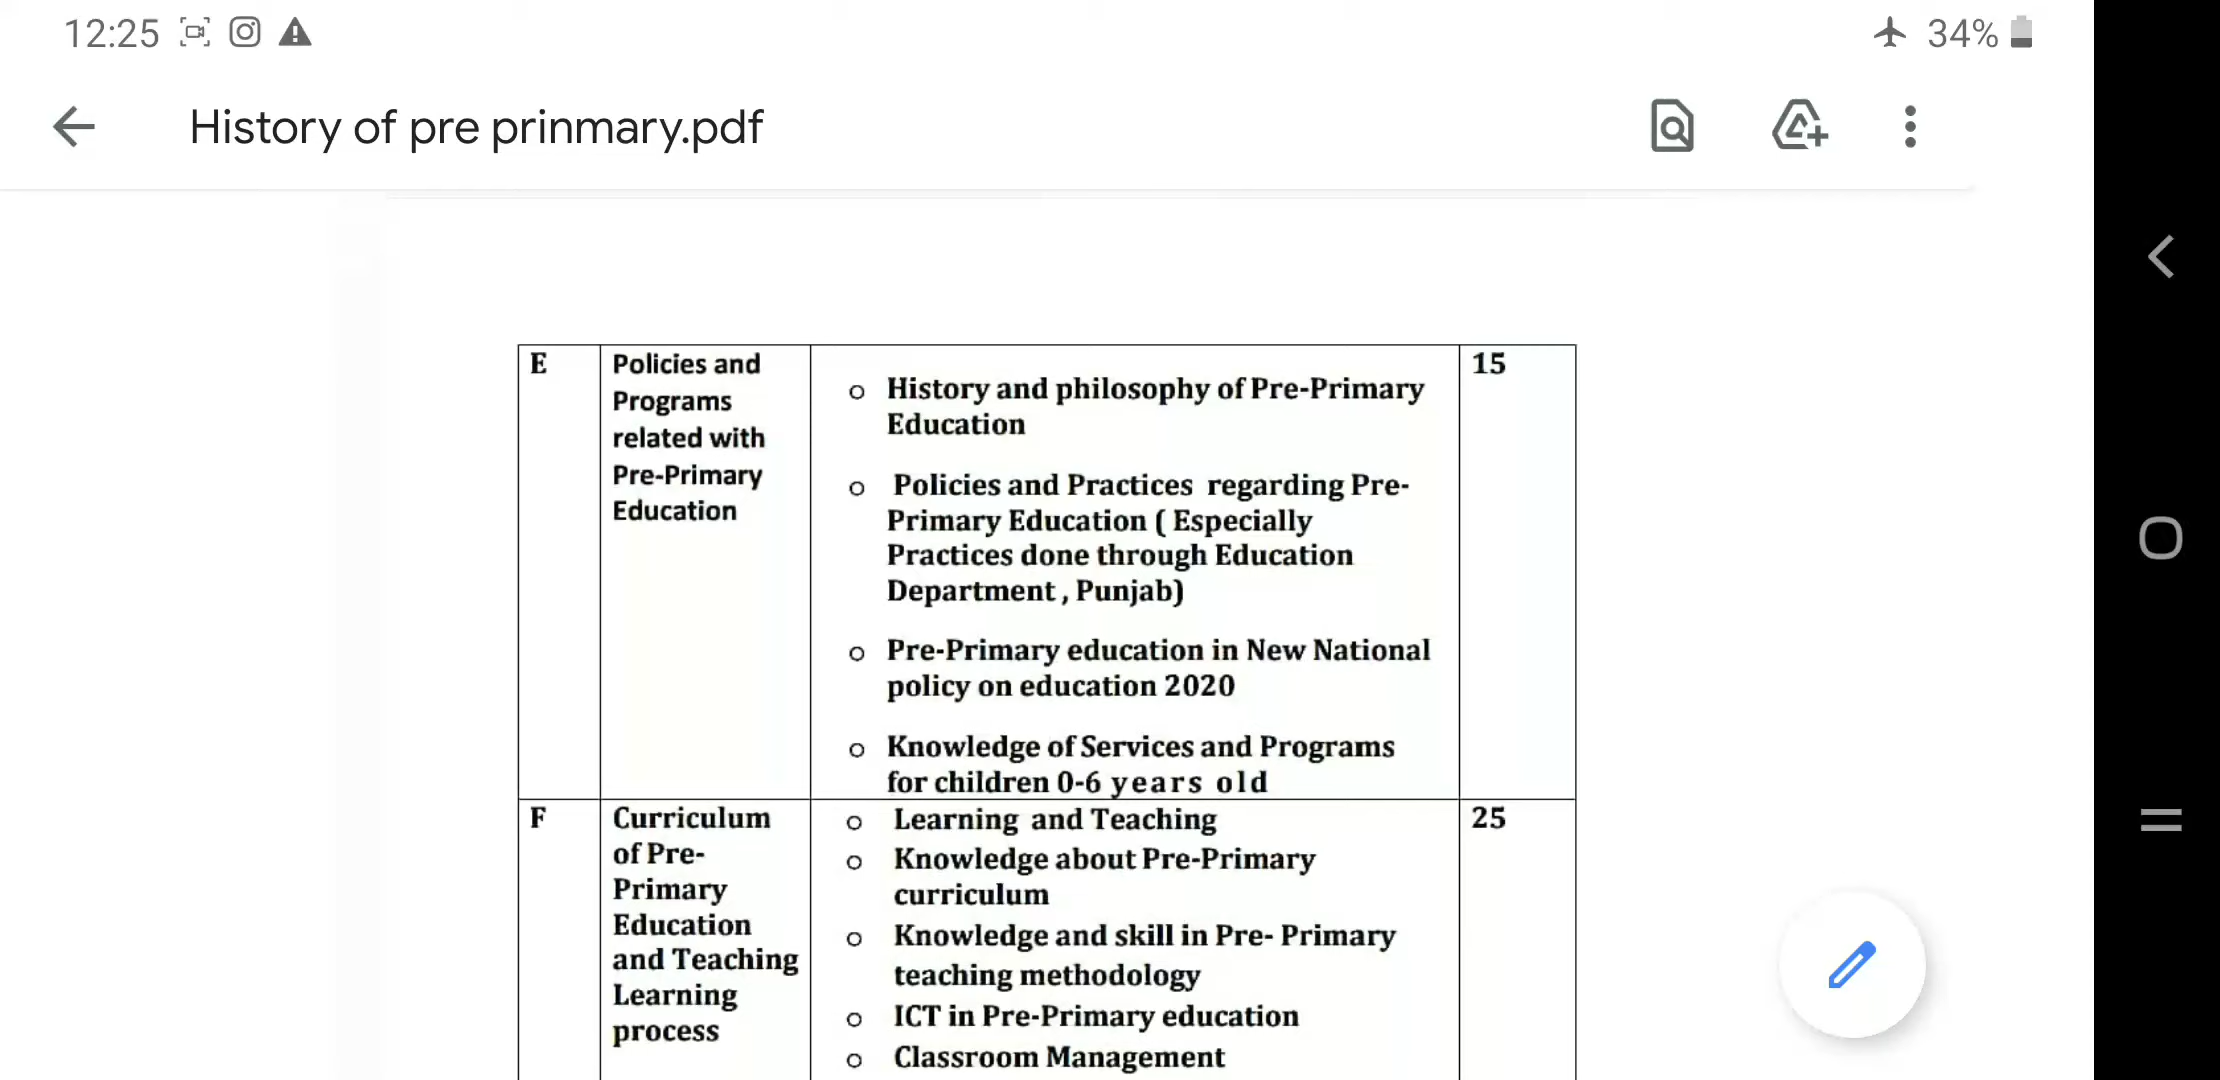 12:25
34%
History of pre prinmary.pdf
E
Policies and
Programs
related with
Pre-Primary
Education
o History and philosophy of Pre-Primary
Education
o Policies and Practices regarding Pre-
Primary Education ( Especially
Practices done through Education
Department , Punjab)
o Pre-Primary education in New National
policy on education 2020
o Knowledge of Services and Programs
for children 0-6 years old
15
F
Curriculum
of Pre-
Primary
Education
and Teaching
Learning
process
o Learning and Teaching
o Knowledge about Pre-Primary
curriculum
o Knowledge and skill in Pre- Primary
teaching methodology
o ICT in Pre-Primary education
o Classroom Management
25